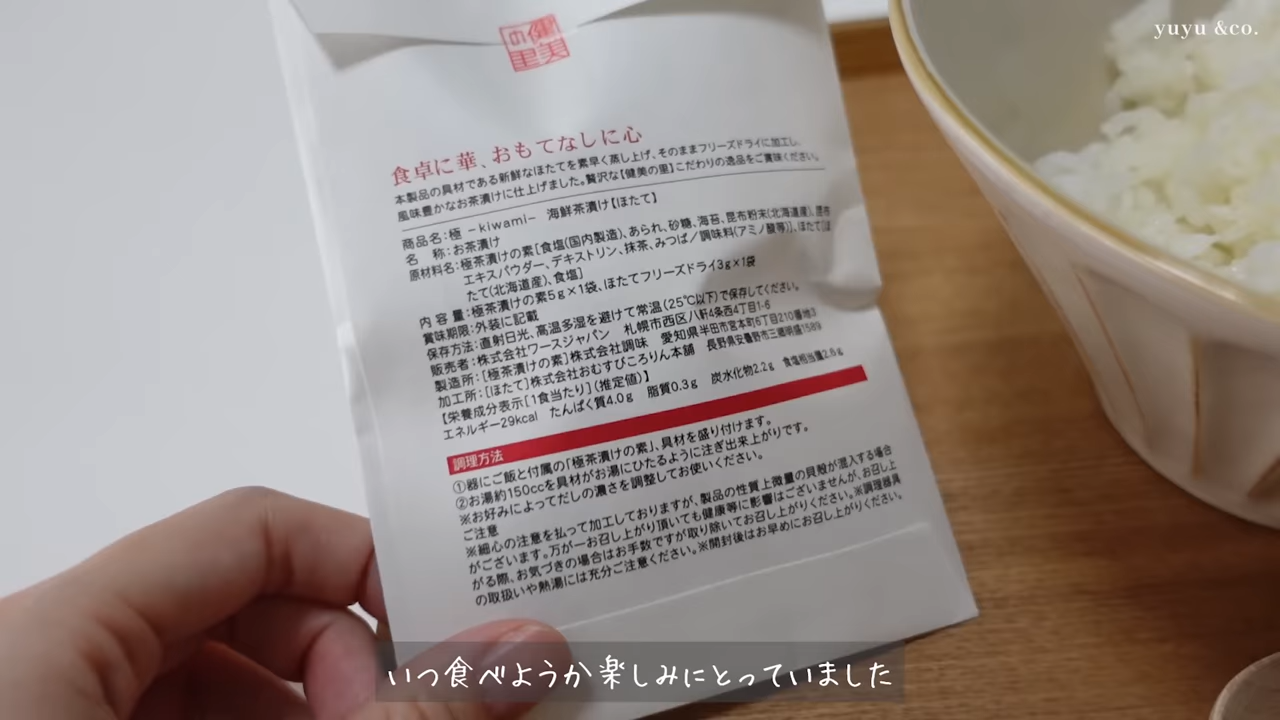 yuyu &co.
健美の里
食卓に華、おもてなしに心
本製品の具材である新鮮なほたてを素早く蒸し上げ、そのままフリーズドライに加工し、
風味豊かなお茶漬けに仕上げました。贅沢な【健美の里】こだわりの逸品をご賞味ください。
商品名:極 −kiwami− 海鮮茶漬け【ほたて】
名 称:お茶漬け
原材料名:極茶漬けの素[食塩(国内製造)、あられ、砂糖、海苔、昆布粉末(北海道産)、昆布
エキスパウダー、デキストリン、抹茶、みつば/調味料(アミノ酸等)]、ほたて[ほ
たて(北海道産)、食塩]
内 容 量:極茶漬けの素5g×1袋、ほたてフリーズドライ3g×1袋
賞味期限:外装に記載
保存方法:直射日光、高温多湿を避けて常温(25℃以下)で保存してください。
販売者:株式会社ワースジャパン 札幌市西区八軒4条西4丁目1-6
製造所:[極茶漬けの素]株式会社調味 愛知県半田市宮本町6丁目210番地3
加工所:[ほたて]株式会社おむすびころりん本舗 長野県安曇野市三郷明盛1589
【栄養成分表示[1食当たり](推定値)】
エネルギー29kcal たんぱく質4.0g 脂質0.3g 炭水化物2.2g 食塩相当量2.6g
調理方法
①器にご飯と付属の「極茶漬けの素」、具材を盛り付けます。
②お湯約150ccを具材がお湯にひたるように注ぎ出来上がりです。
※お好みによってだしの濃さを調整してお使いください。
ご注意
※細心の注意を払って加工しておりますが、製品の性質上微量の貝殻が混入する場合
がございます。万が一お召し上がり頂いても健康等に影響はございませんが、お召し上
がる際、お気づきの場合はお手数ですが取り除いてお召し上がりください。※調理器具
の取扱いや熱湯には充分ご注意ください。※開封後はお早めにお召し上がりください。
いつ食べようか楽しみにとっていました